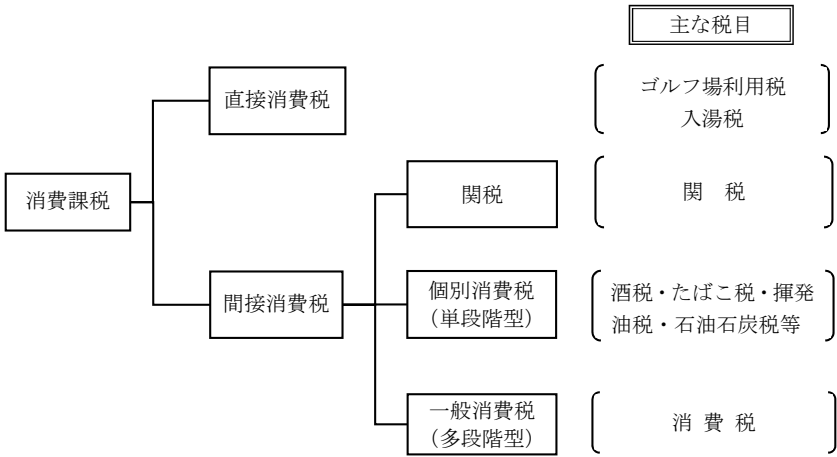 主な税目
直接消費税
ゴルフ場利用税
入湯税
消費課税
関税
関 税
間接消費税
個別消費税
（単段階型）
酒税・たばこ税・揮発
油税・石油石炭税等
一般消費税
（多段階型）
消 費 税